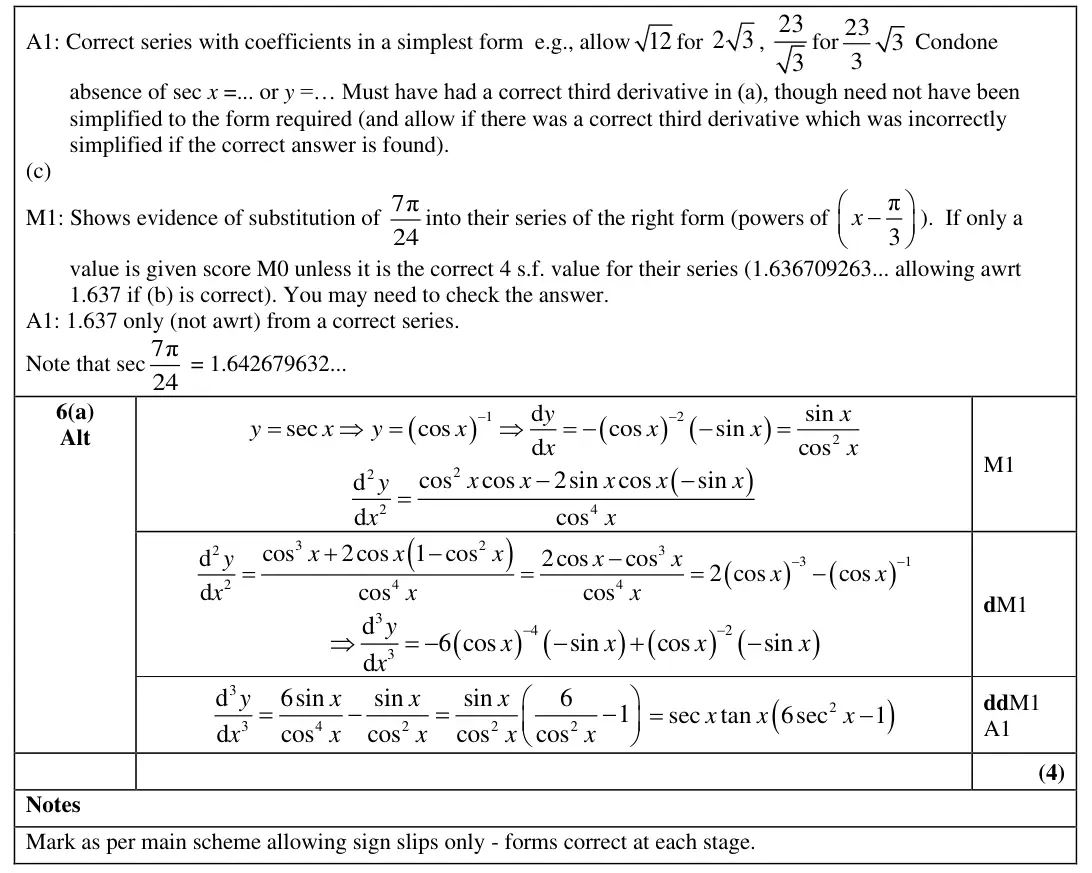 A1: Correct series with coefficients in a simplest form e.g., allow √12 for 2√3 , 23/√3 for 23/3 √3 Condone
absence of sec x =... or y =… Must have had a correct third derivative in (a), though need not have been
simplified to the form required (and allow if there was a correct third derivative which was incorrectly
simplified if the correct answer is found).
(c)
M1: Shows evidence of substitution of 7π/24 into their series of the right form (powers of (x − π/3) ). If only a
value is given score M0 unless it is the correct 4 s.f. value for their series (1.636709263... allowing awrt
1.637 if (b) is correct). You may need to check the answer.
A1: 1.637 only (not awrt) from a correct series.
Note that sec 7π/24 = 1.642679632...
6(a)
Alt
y = sec x ⇒ y = (cos x)⁻¹ ⇒ dy/dx = −(cos x)⁻² (−sin x) = sin x / cos² x
d²y/dx² = (cos² x cos x − 2 sin x cos x (−sin x)) / cos⁴ x
M1
d²y/dx² = (cos³ x + 2 cos x (1 − cos² x)) / cos⁴ x = (2 cos x − cos³ x) / cos⁴ x = 2(cos x)⁻³ − (cos x)⁻¹
⇒ d³y/dx³ = −6(cos x)⁻⁴ (−sin x) + (cos x)⁻² (−sin x)
dM1
d³y/dx³ = 6 sin x / cos⁴ x − sin x / cos² x = sin x / cos² x (6 / cos² x − 1) = sec x tan x (6 sec² x − 1)
ddM1
A1
(4)
Notes
Mark as per main scheme allowing sign slips only - forms correct at each stage.